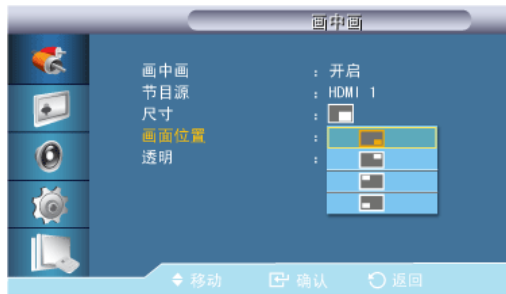 画中画
画中画 : 开启
节目源 : HDMI 1
尺寸 :
画面位置 :
透明 :
移动 确认 返回